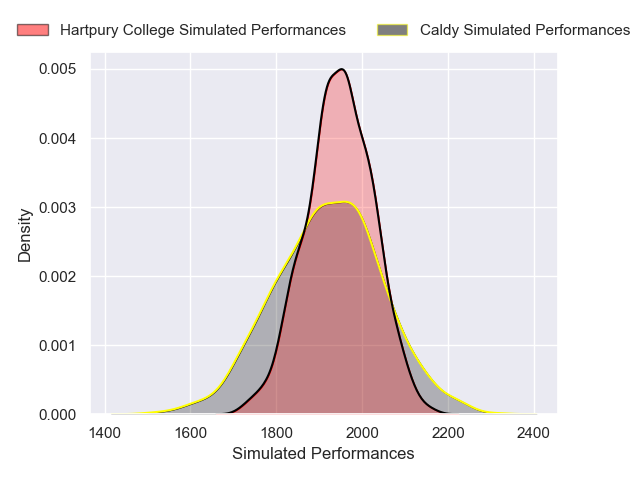 Hartpury College Simulated Performances
Caldy Simulated Performances
0.005
0.004
0.003
0.002
0.001
0.000
Density
1400 1600 1800 2000 2200 2400
Simulated Performances